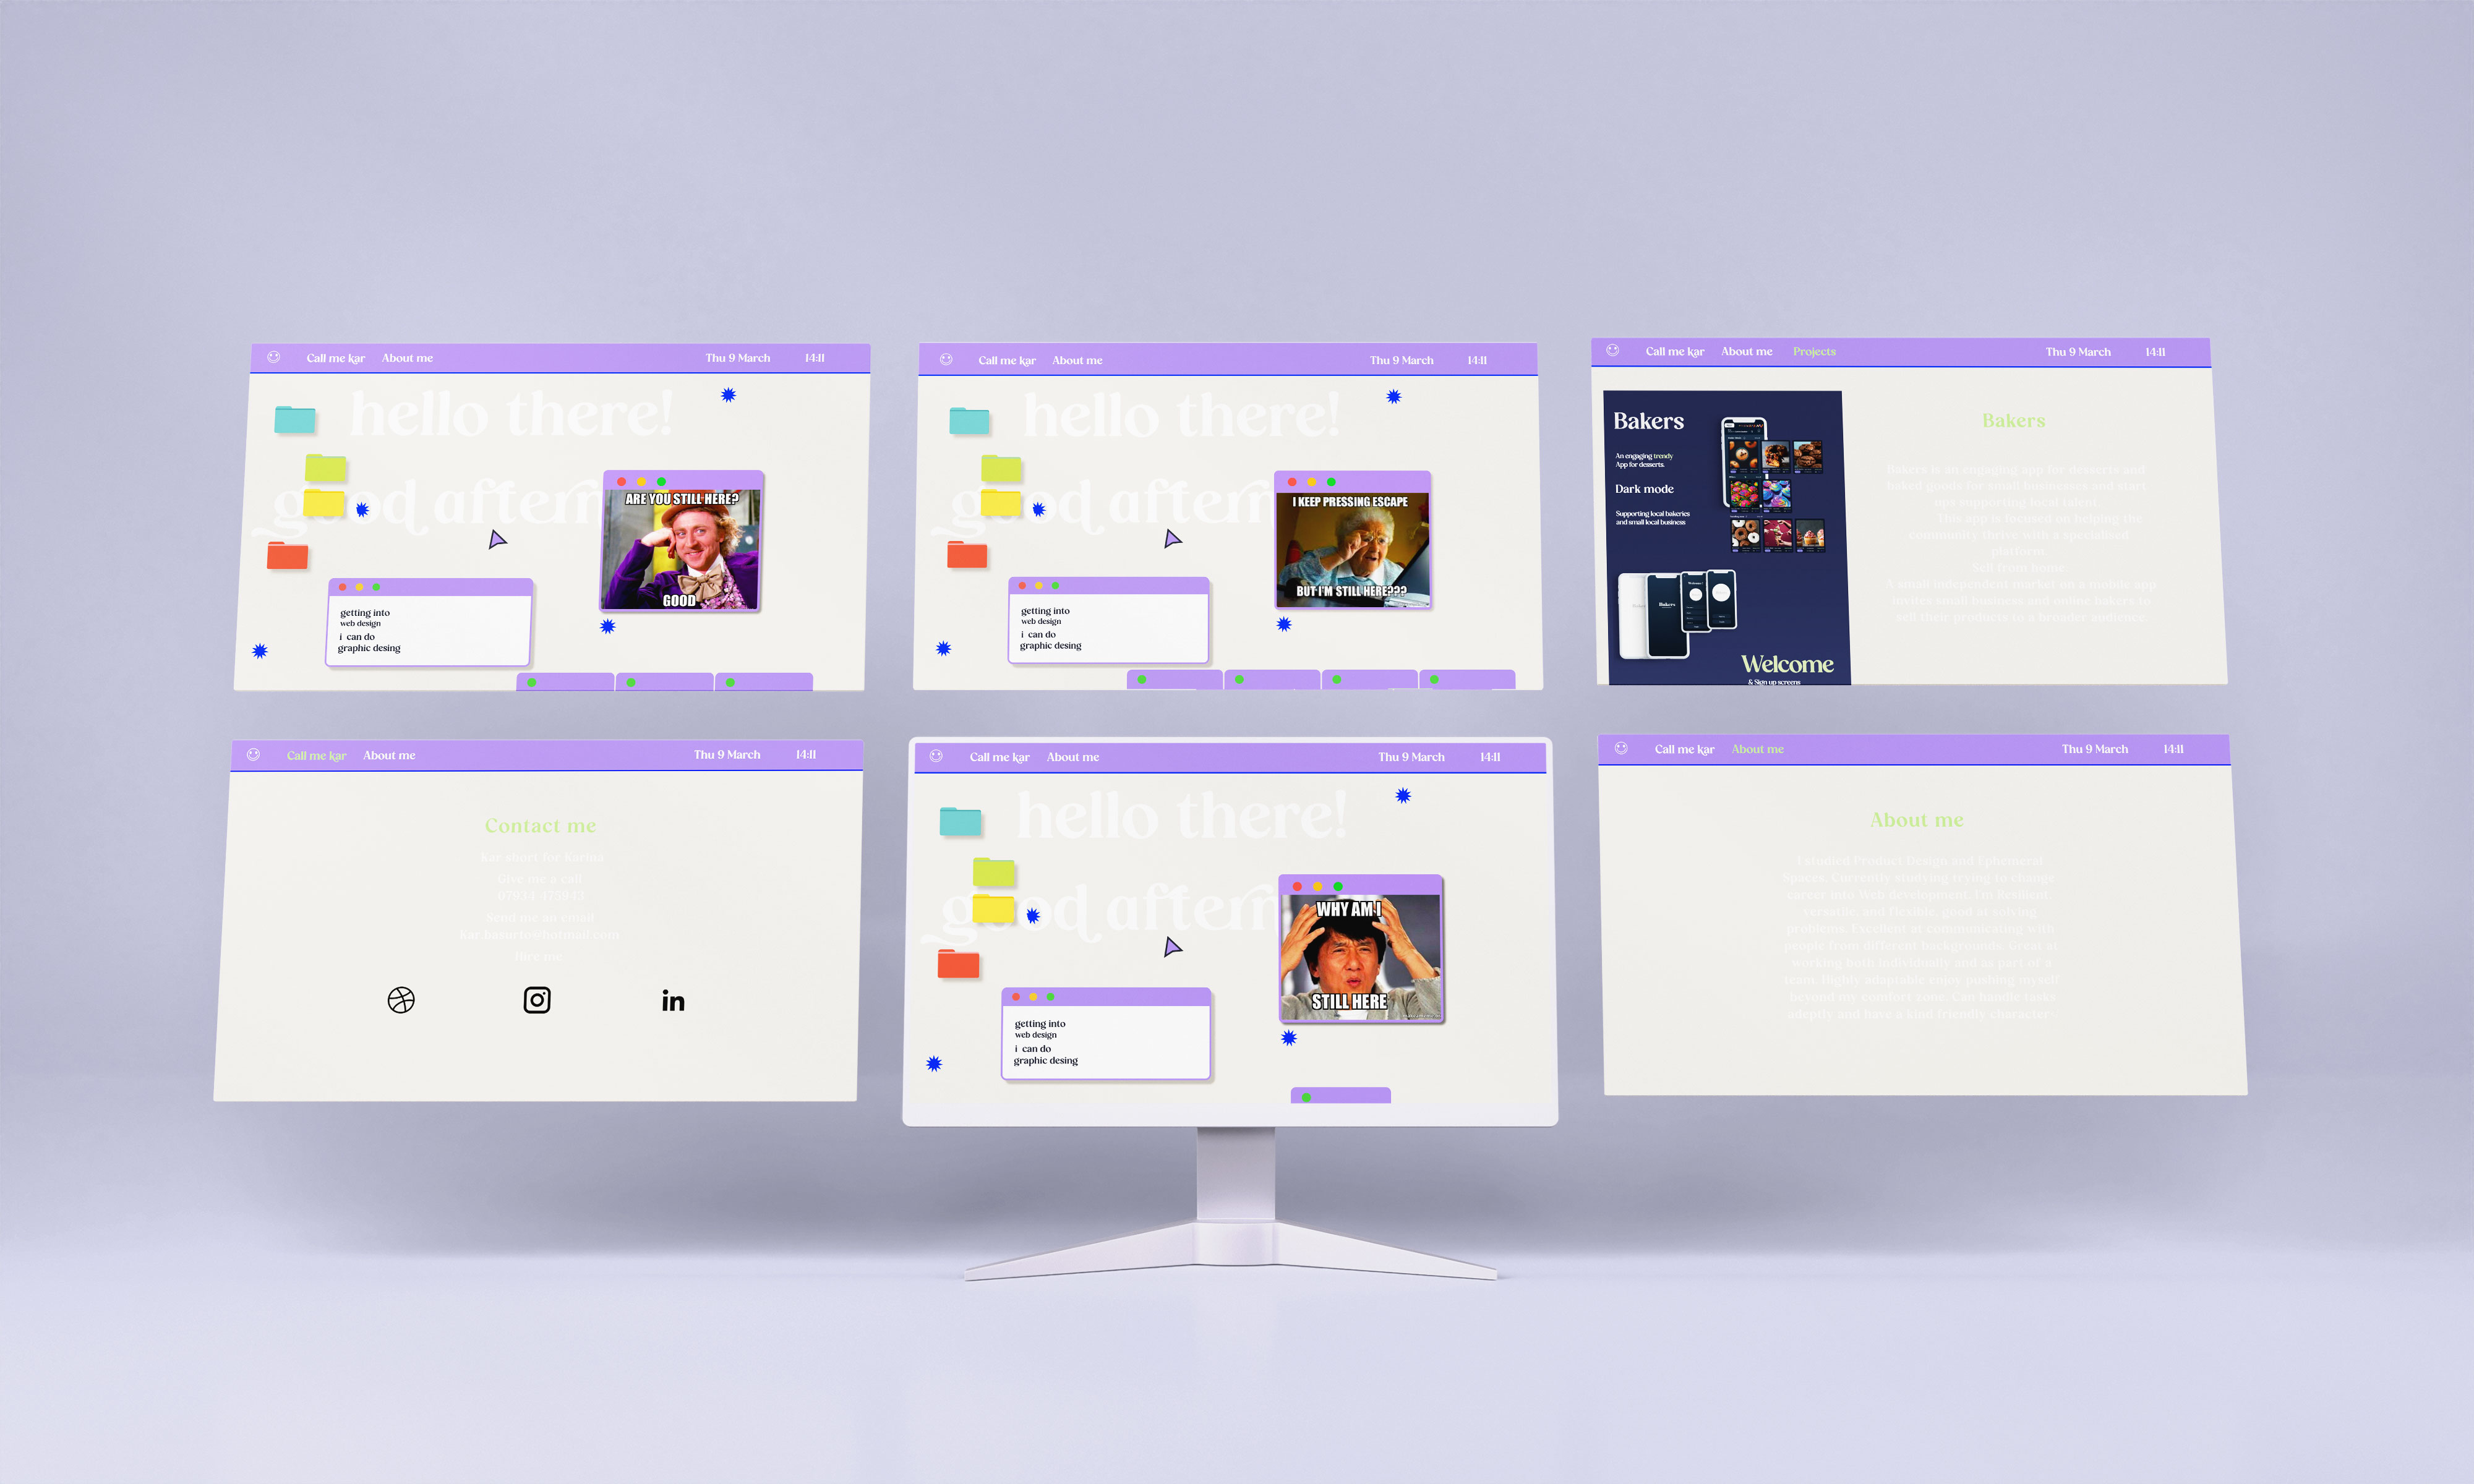 Call me kar About me Thu 9 March 14:11
hello there!
good aftern
ARE YOU STILL HERE?
GOOD
getting into
web design
i can do
graphic desing
Call me kar About me Thu 9 March 14:11
hello there!
good aftern
I KEEP PRESSING ESCAPE
BUT I'M STILL HERE???
getting into
web design
i can do
graphic desing
Call me kar About me Projects Thu 9 March 14:11
Bakers
An engaging trendy
App for desserts.
Dark mode
Supporting local bakeries
and small local business
Bakers
Welcome
& Sign up screens
Bakers
Bakers is an engaging app for desserts and
baked goods for small businesses and start
ups supporting local talent.
This app is focused on helping the
community thrive with a specialised
platform.
Sell from home.
A small independent market on a mobile app
invites small business and online bakers to
sell their products to a broader audience.
Call me kar About me Thu 9 March 14:11
Contact me
Kar short for Karina
Give me a call
Send me an email
Hire me
in
Call me kar About me Thu 9 March 14:11
hello there!
good aftern
WHY AM I
STILL HERE
getting into
web design
i can do
graphic desing
Call me kar About me Thu 9 March 14:11
About me
I studied Product Design and Ephemeral
Spaces. Currently studying trying to change
career into Web development. I'm Resilient
Versatile, and flexible, good at solving
problems. Excellent at communicating with
people from different backgrounds. Great at
working both individually and as part of a
team. Highly adaptable enjoy pushing myself
beyond my comfort zone. Can handle tasks
adeptly and have a kind friendly character